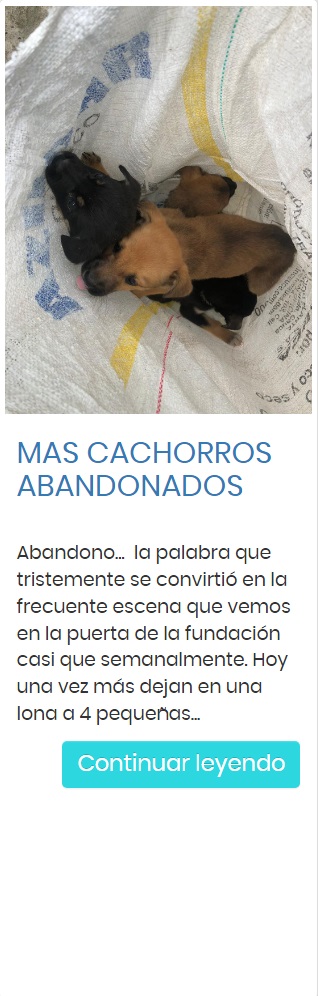 MAS CACHORROS
ABANDONADOS
Abandono... la palabra que
tristemente se convirtió en la
frecuente escena que vemos
en la puerta de la fundación
casi que semanalmente. Hoy
una vez más dejan en una
lona a 4 pequeñas...
Continuar leyendo